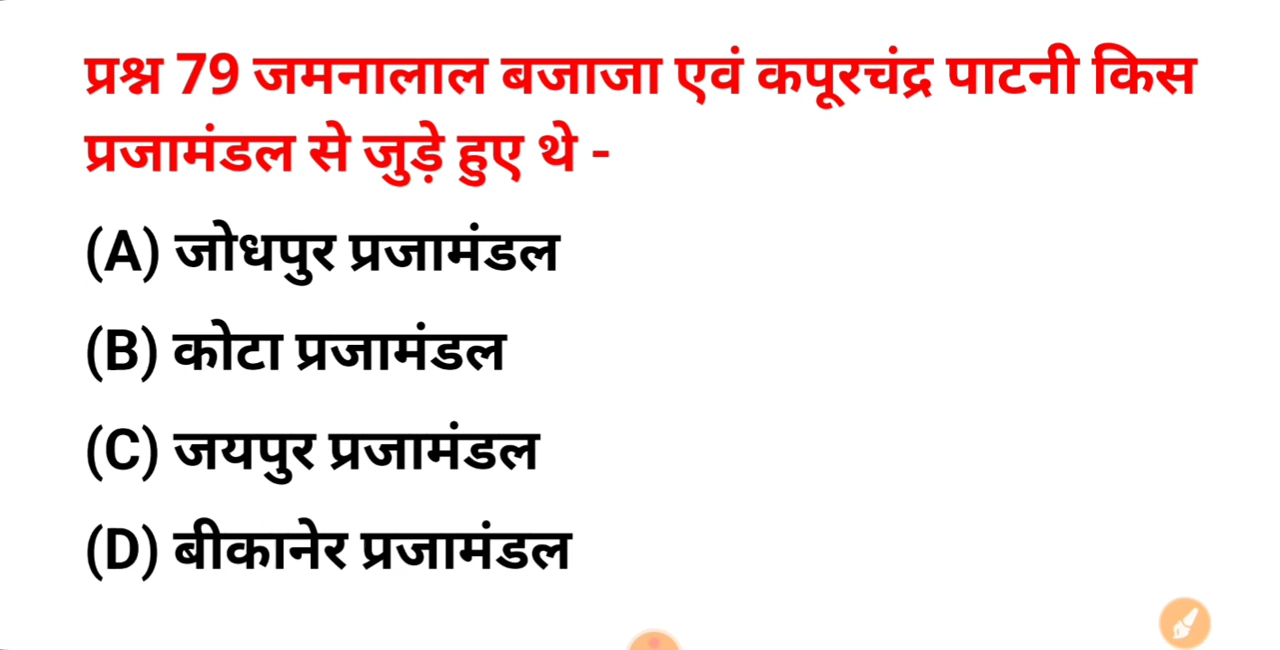 प्रश्न 79 जमनालाल बजाजा एवं कपूरचंद्र पाटनी किस
प्रजामंडल से जुड़े हुए थे -
(A) जोधपुर प्रजामंडल
(B) कोटा प्रजामंडल
(C) जयपुर प्रजामंडल
(D) बीकानेर प्रजामंडल